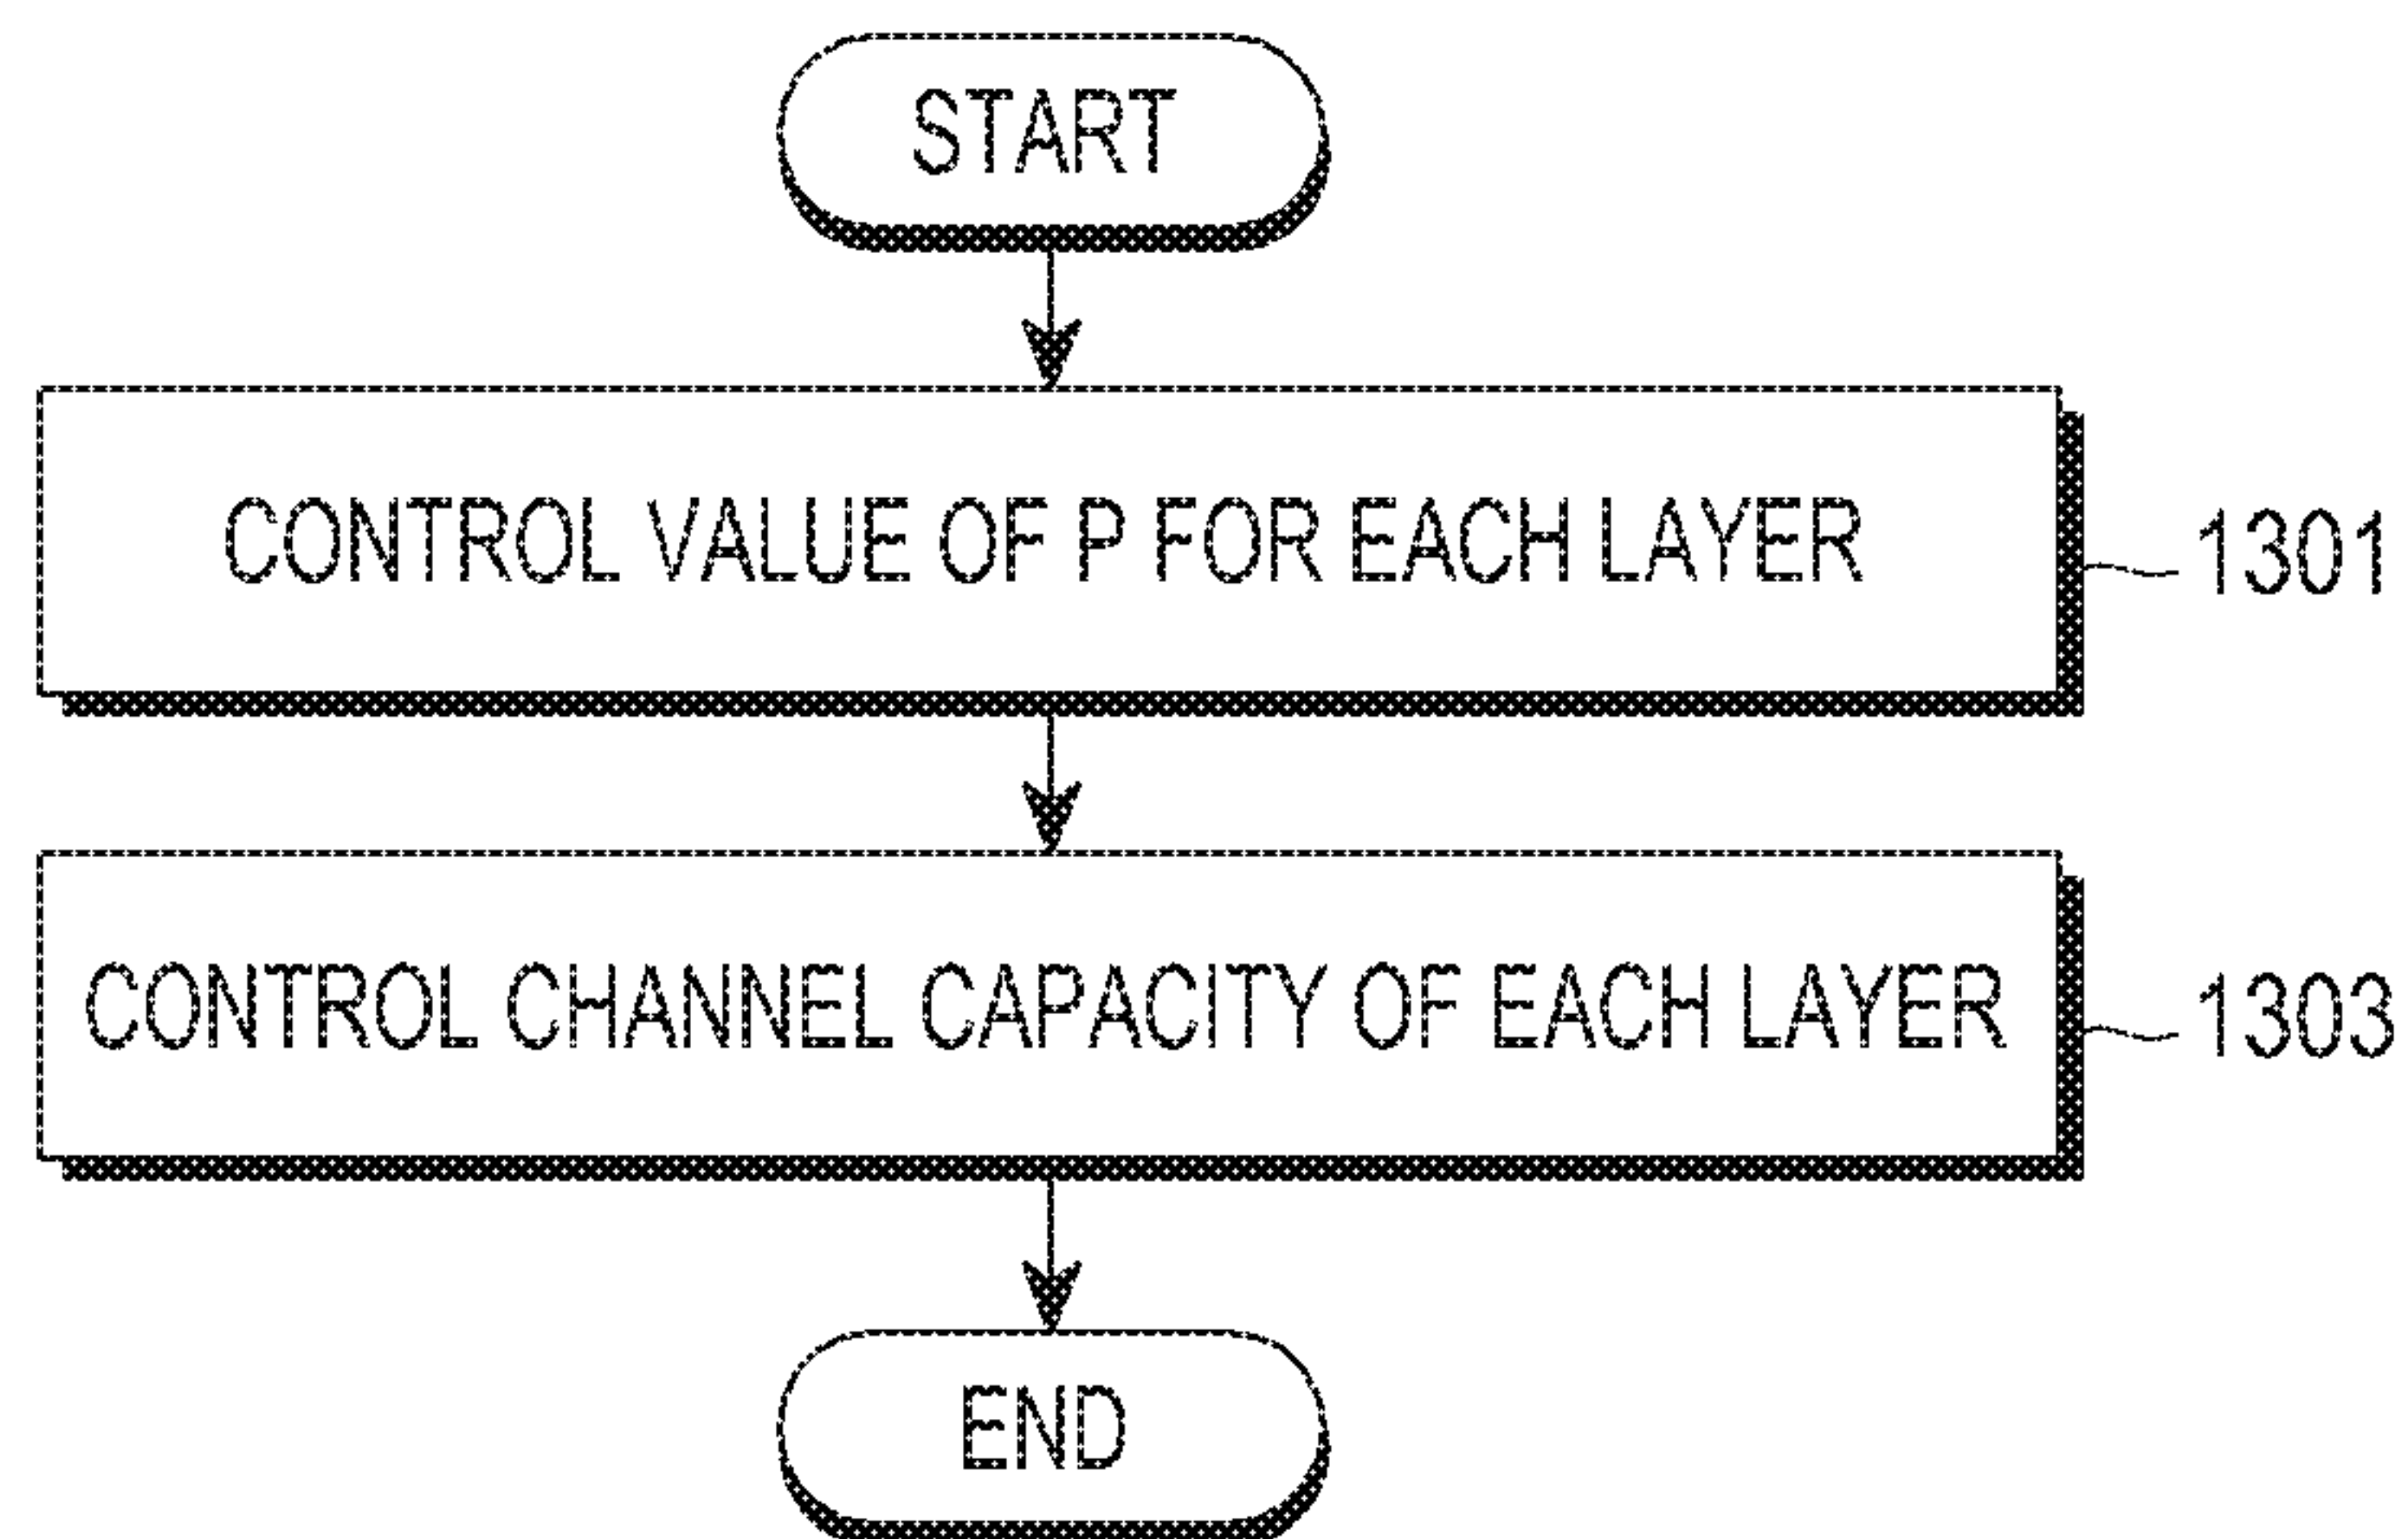 START
CONTROL VALUE OF P FOR EACH LAYER
1301
CONTROL CHANNEL CAPACITY OF EACH LAYER
1303
END